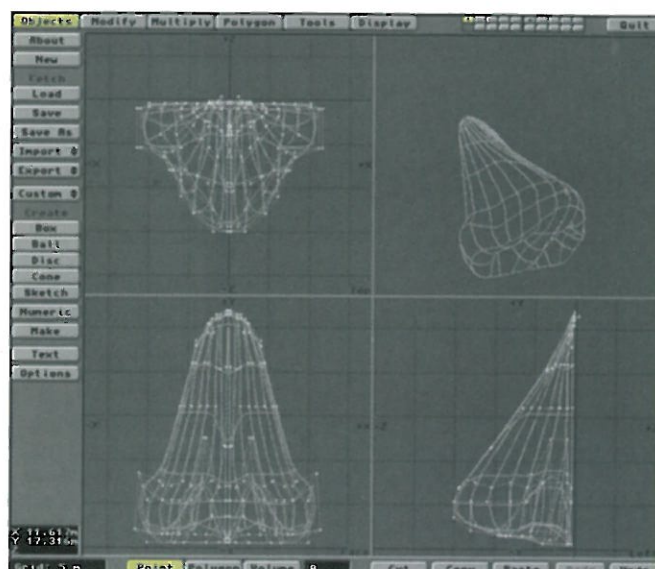 Objects Modify Multiply Polygon Tools Display Quit
About
New
Fetch
Load
Save
Save As
Import
Export
Custom
Create
Box
Ball
Disc
Cone
Sketch
Numeric
Make
Text
Options
Point Polygon Volume
Cut Copy Paste